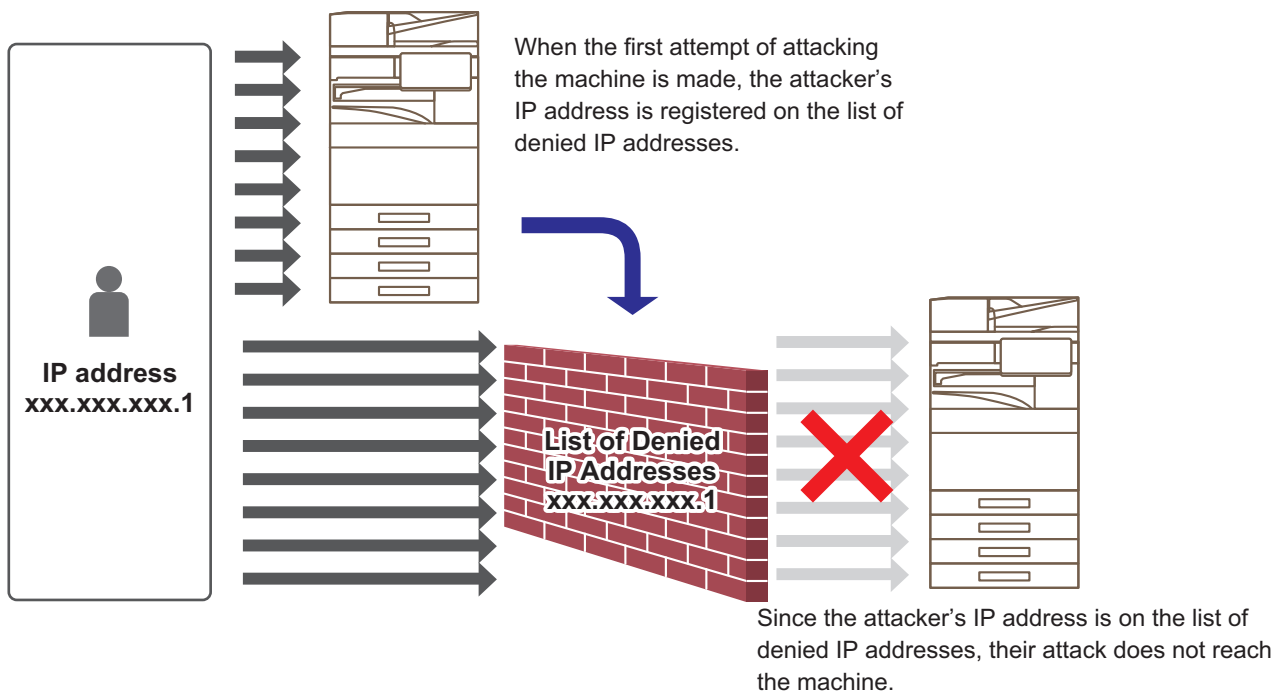 When the first attempt of attacking
the machine is made, the attacker’s
IP address is registered on the list of
denied IP addresses.
IP address
xxx.xxx.xxx.1
List of Denied
IP Addresses
xxx.xxx.xxx.1
Since the attacker’s IP address is on the list of
denied IP addresses, their attack does not reach
the machine.